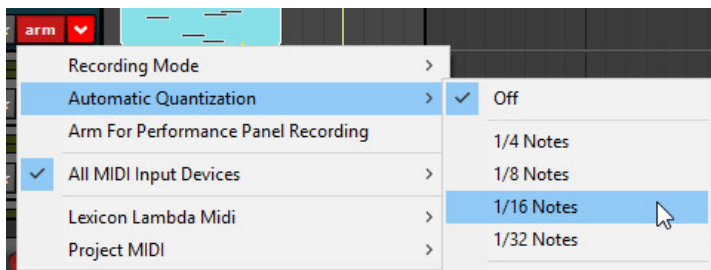 arm
Recording Mode
Automatic Quantization
Off
Arm For Performance Panel Recording
1/4 Notes
All MIDI Input Devices
1/8 Notes
1/16 Notes
Lexicon Lambda Midi
1/32 Notes
Project MIDI